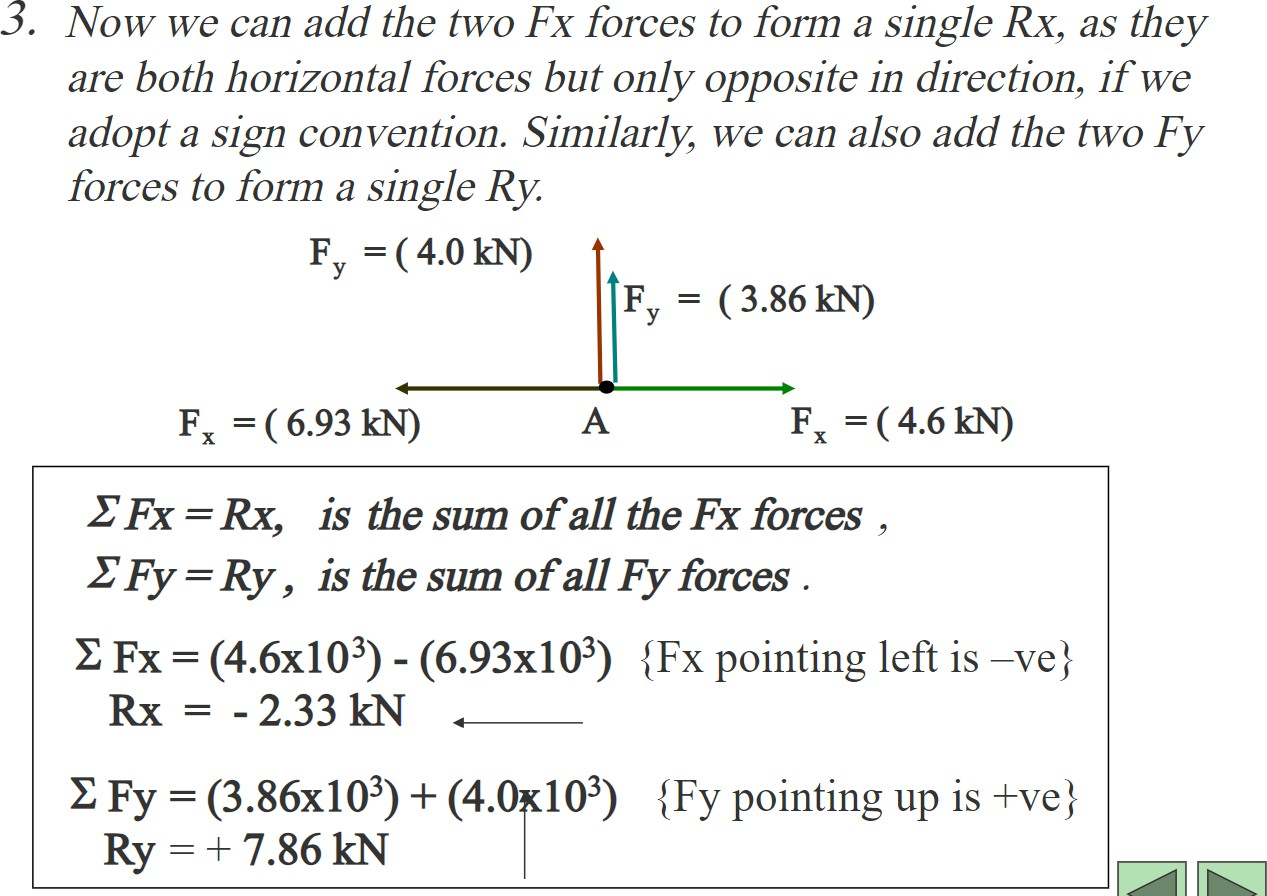 3. Now we can add the two Fx forces to form a single Rx, as they
are both horizontal forces but only opposite in direction, if we
adopt a sign convention. Similarly, we can also add the two Fy
forces to form a single Ry.
Fy = ( 4.0 kN)
Fy = ( 3.86 kN)
Fx = ( 6.93 kN)
A
Fx = ( 4.6 kN)
Σ Fx = Rx, is the sum of all the Fx forces ,
Σ Fy = Ry , is the sum of all Fy forces .
Σ Fx = (4.6x10³) - (6.93x10³) {Fx pointing left is –ve}
Rx = - 2.33 kN
Σ Fy = (3.86x10³) + (4.0x10³) {Fy pointing up is +ve}
Ry = + 7.86 kN